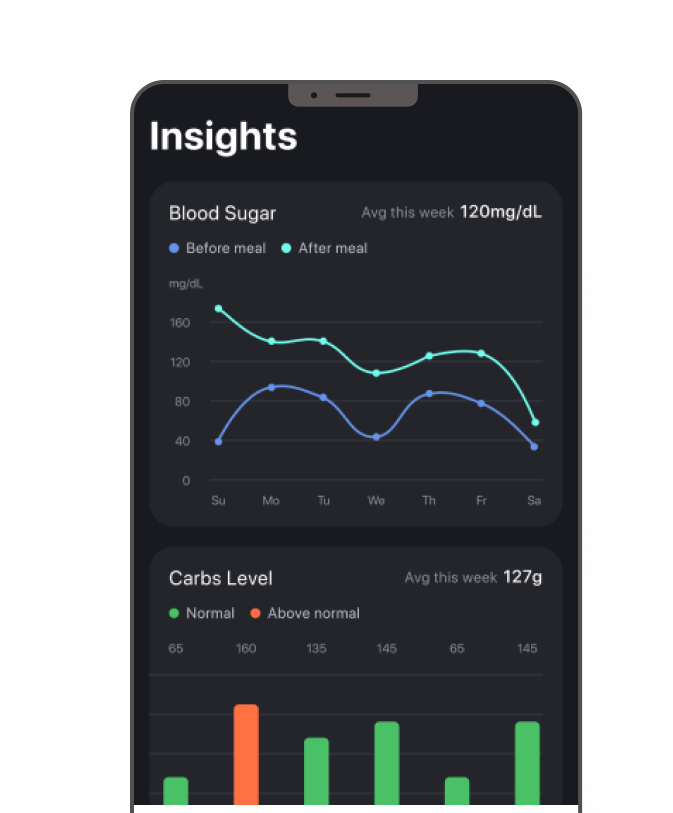 Insights
Blood Sugar Avg this week 120mg/dL
Before meal After meal
mg/dL
160
120
80
40
0
Su Mo Tu We Th Fr Sa
Carbs Level Avg this week 127g
Normal Above normal
65 160 135 145 65 145